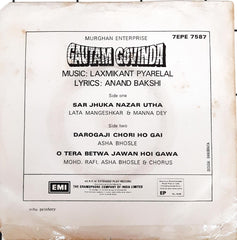 MURGHAN ENTERPRISE
7EPE 7587
GAUTAM GOVINDA
MUSIC: LAXMIKANT PYARELAL
LYRICS: ANAND BAKSHI
Side one
SAR JHUKA NAZAR UTHA
LATA MANGESHKAR & MANNA DEY
Side two
DAROGAJI CHORI HO GAI
ASHA BHOSLE
O TERA BETWA JAWAN HOI GAWA
MOHD. RAFI, ASHA BHOSLE & CHORUS
EMI
THE GRAMOPHONE COMPANY OF INDIA LIMITED
EP